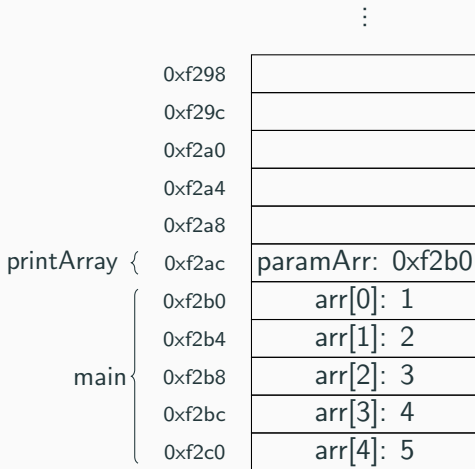 ⋮
0xf298
0xf29c
0xf2a0
0xf2a4
0xf2a8
printArray { 0xf2ac paramArr: 0xf2b0
0xf2b0 arr[0]: 1
0xf2b4 arr[1]: 2
main 0xf2b8 arr[2]: 3
0xf2bc arr[3]: 4
0xf2c0 arr[4]: 5